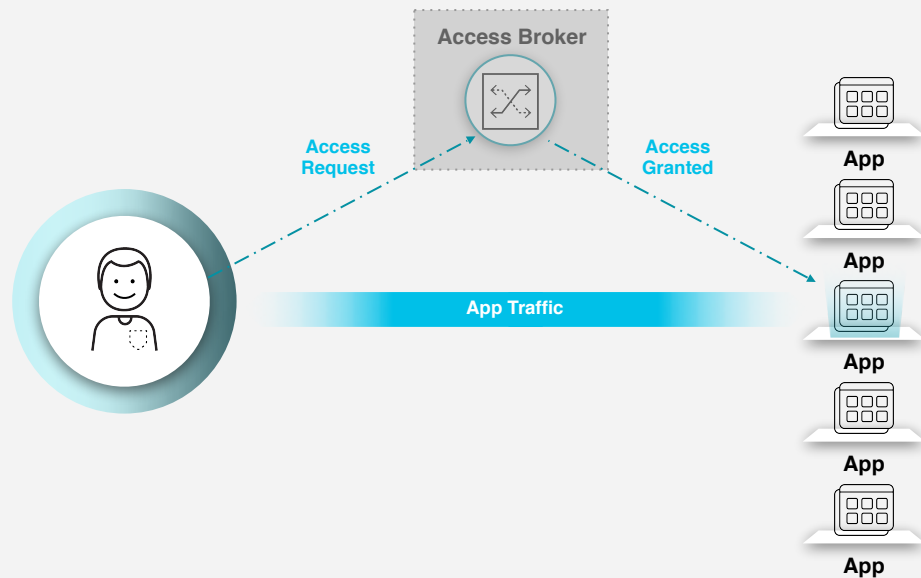 Access Broker
Access
Request
Access
Granted
App
App
App Traffic
App
App
App